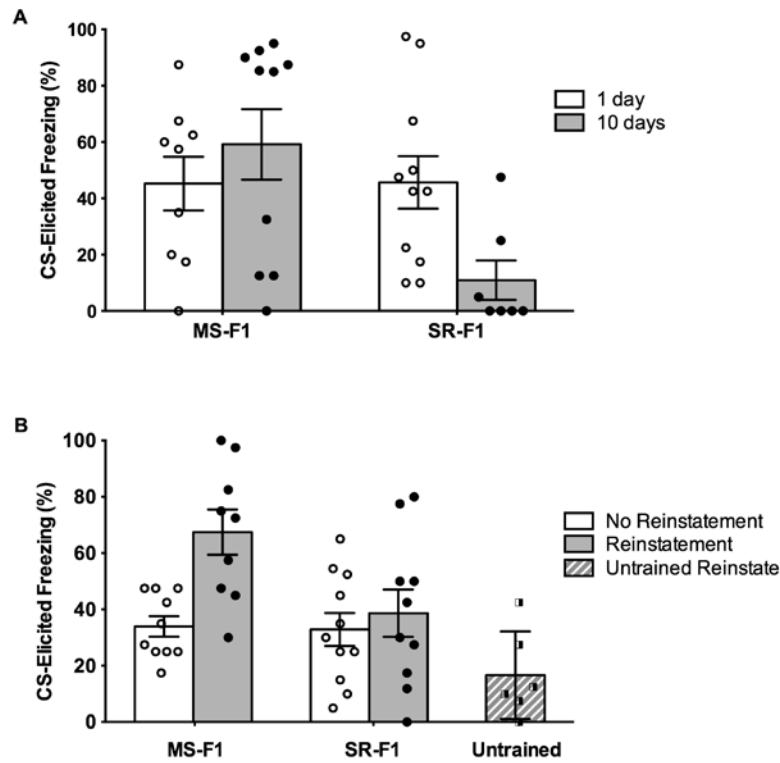 A
CS-Elicited Freezing (%)
100
80
60
40
20
0
MS-F1
SR-F1
1 day
10 days
B
CS-Elicited Freezing (%)
100
80
60
40
20
0
MS-F1
SR-F1
Untrained
No Reinstatement
Reinstatement
Untrained Reinstate